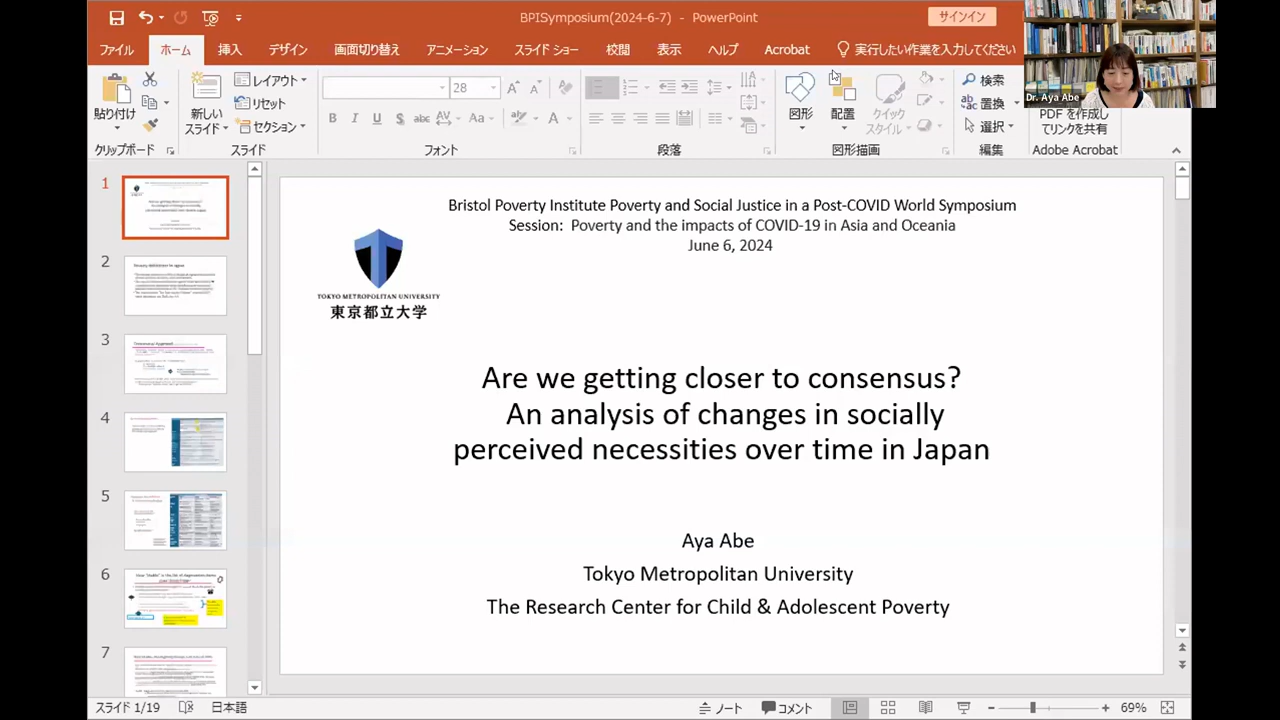 BPISymposium(2024-6-7) - PowerPoint
サインイン
ファイル ホーム 挿入 デザイン 画面切り替え アニメーション スライド ショー 校閲 表示 ヘルプ Acrobat 実行したい作業を入力してください
Dr. Aya Abe
貼り付け
新しい
スライド
レイアウト
リセット
セクション
28
図形
配置
クイック
スタイル
検索
置換
選択
PDF を作成し
てリンクを共有
クリップボード スライド フォント 段落 図形描画 編集 Adobe Acrobat
1
2
3
4
5
6
7
Bristol Poverty Institute Poverty and Social Justice in a Post-COVID World Symposium
Session: Poverty and the impacts of COVID-19 in Asia and Oceania
June 6, 2024
TOKYO METROPOLITAN UNIVERSITY
東京都立大学
Are we getting closer to consensus?
An analysis of changes in socially
perceived necessities over time in Japan
Aya Abe
Tokyo Metropolitan University
The Research Center for Child & Adolescent Poverty
スライド 1/19 日本語 ノート コメント 69%